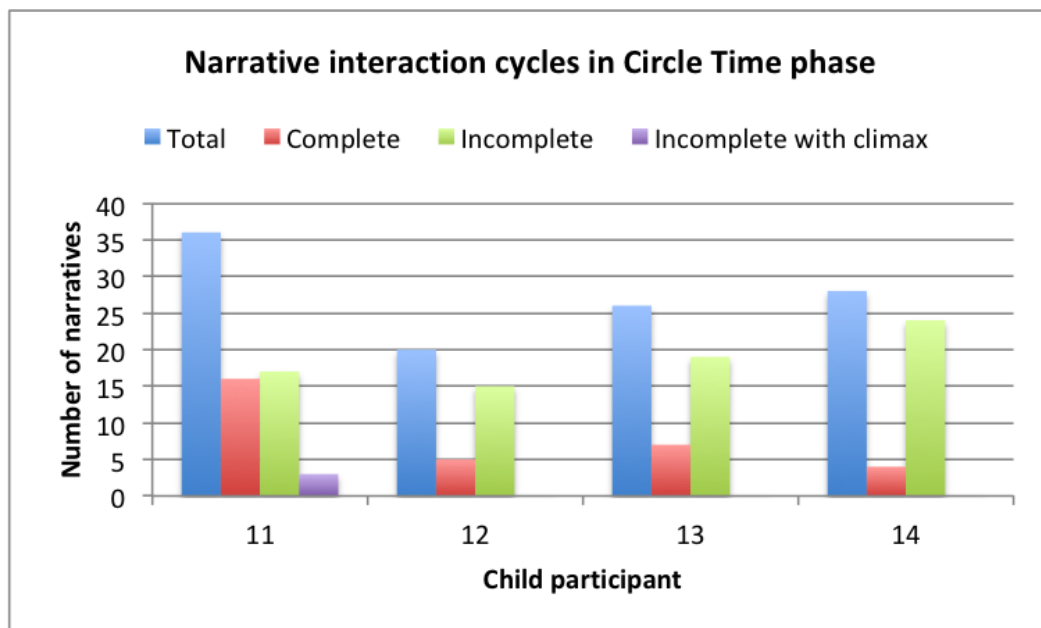 Narrative interaction cycles in Circle Time phase
Total Complete Incomplete Incomplete with climax
Number of narratives
40
35
30
25
20
15
10
5
0
11 12 13 14
Child participant